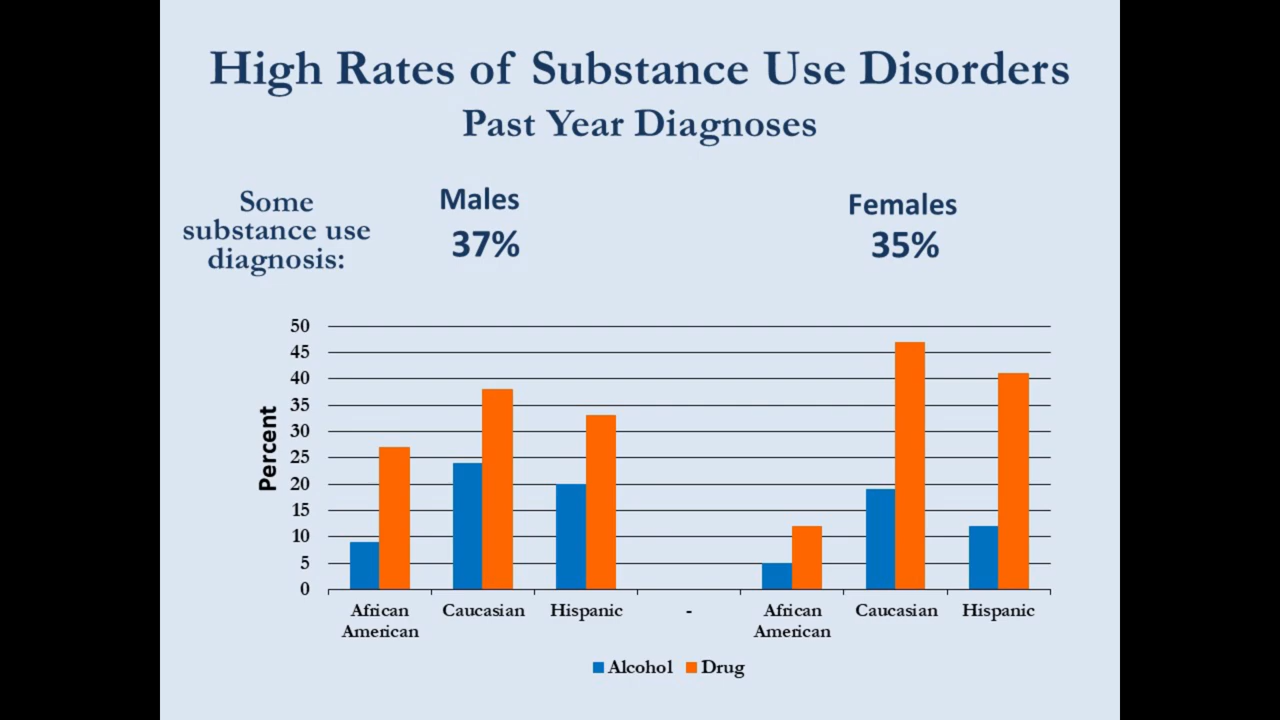 High Rates of Substance Use Disorders
Past Year Diagnoses
Some
substance use
diagnosis:
Males
37%
Females
35%
Percent
50
45
40
35
30
25
20
15
10
5
0
African
American
Caucasian
Hispanic
-
African
American
Caucasian
Hispanic
Alcohol
Drug